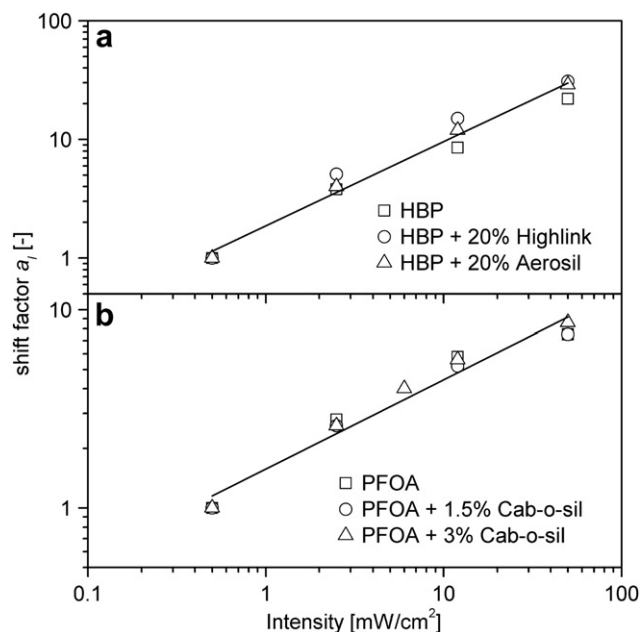 100
a
10
1
shift factor a_I [-]
HBP
HBP + 20% Highlink
HBP + 20% Aerosil
b
10
1
PFOA
PFOA + 1.5% Cab-o-sil
PFOA + 3% Cab-o-sil
0.1 1 10 100
Intensity [mW/cm²]